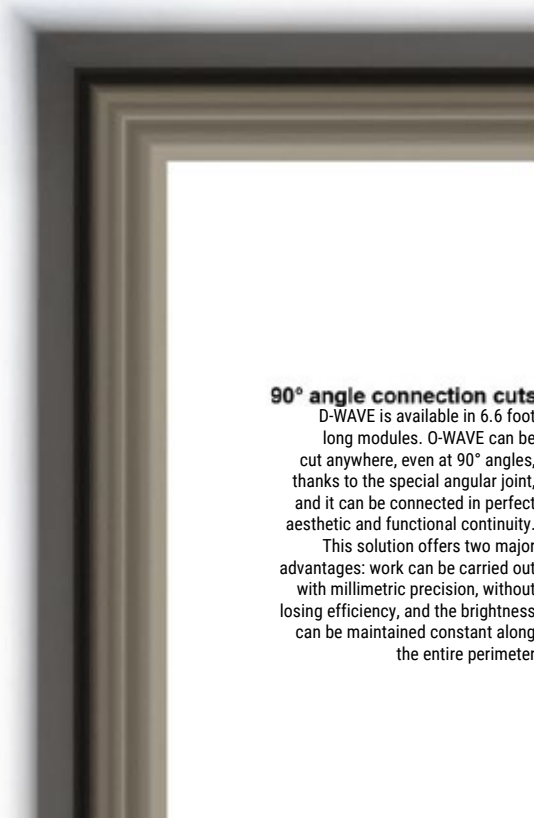 90° angle connection cuts
D-WAVE is available in 6.6 foot
long modules. O-WAVE can be
cut anywhere, even at 90° angles,
thanks to the special angular joint,
and it can be connected in perfect
aesthetic and functional continuity.
This solution offers two major
advantages: work can be carried out
with millimetric precision, without
losing efficiency, and the brightness
can be maintained constant along
the entire perimeter